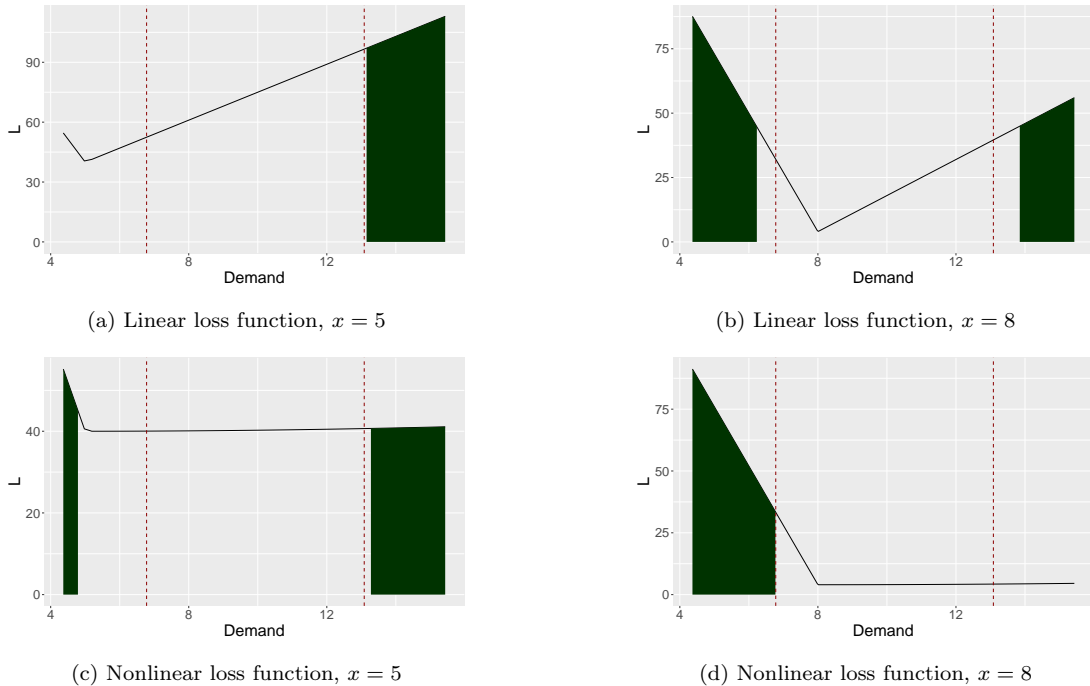 L
90
60
30
0
4
8
12
Demand
(a) Linear loss function, x = 5
L
75
50
25
0
4
8
12
Demand
(b) Linear loss function, x = 8
L
40
20
0
4
8
12
Demand
(c) Nonlinear loss function, x = 5
L
75
50
25
0
4
8
12
Demand
(d) Nonlinear loss function, x = 8